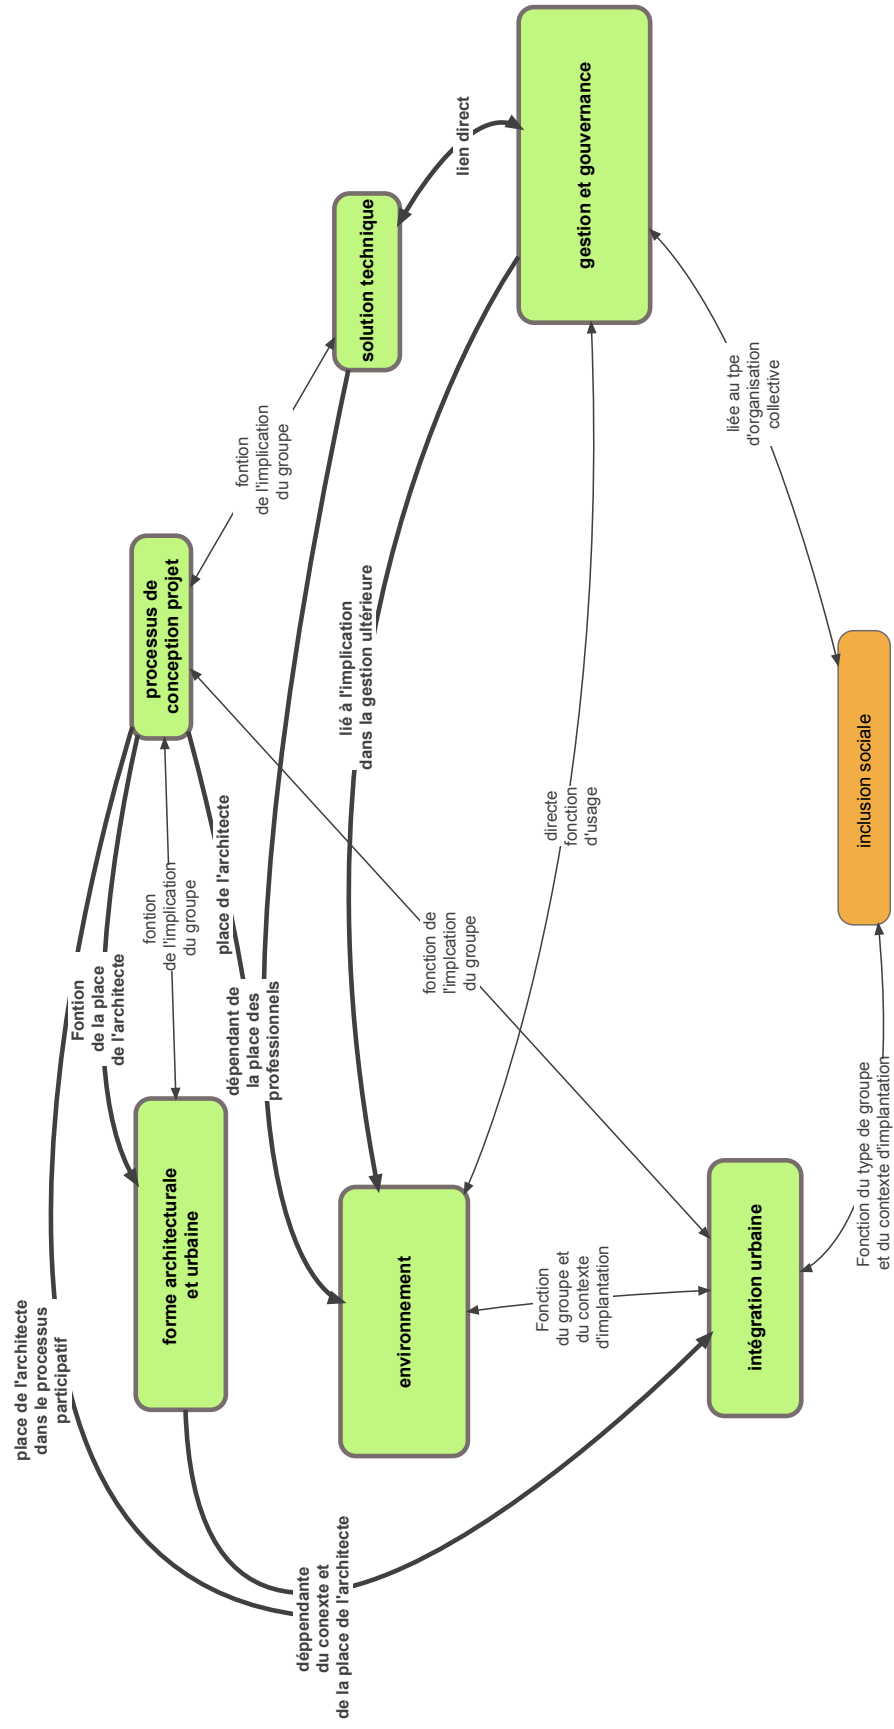 place de l'architecte
dans le processus
participatif
Fontion
de la place
de l'architecte
processus de
conception projet
fontion
de l'implication
du groupe
forme architecturale
et urbaine
place de l'architecte
dépendant de
la place des
professionnels
fontion
de l'implication
du groupe
déppendante
du conexte et
de la place de l'architecte
solution technique
lié à l'implication
dans la gestion ultérieure
environnement
lien direct
fonction de
l'implcation
du groupe
gestion et gouvernance
directe
fonction
d'usage
Fonction
du groupe et
du contexte
d'implantation
liée au tpe
d'organisation
collective
intégration urbaine
inclusion sociale
Fonction du type de groupe
et du contexte d'implantation